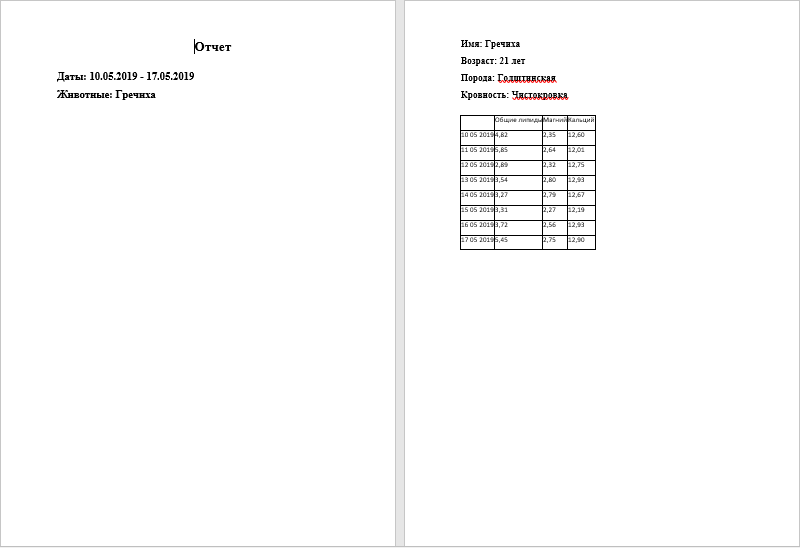 Отчет
Даты: 10.05.2019 - 17.05.2019
Животные: Гречиха
Имя: Гречиха
Возраст: 21 лет
Порода: Голштинская
Кровность: Чистокровка
Общие липиды Магний Кальций
10 05 2019 4,82 2,35 12,60
11 05 2019 5,85 2,64 12,01
12 05 2019 2,89 2,32 12,75
13 05 2019 3,54 2,80 12,93
14 05 2019 3,27 2,79 12,67
15 05 2019 3,31 2,27 12,19
16 05 2019 3,72 2,56 12,93
17 05 2019 5,45 2,75 12,90